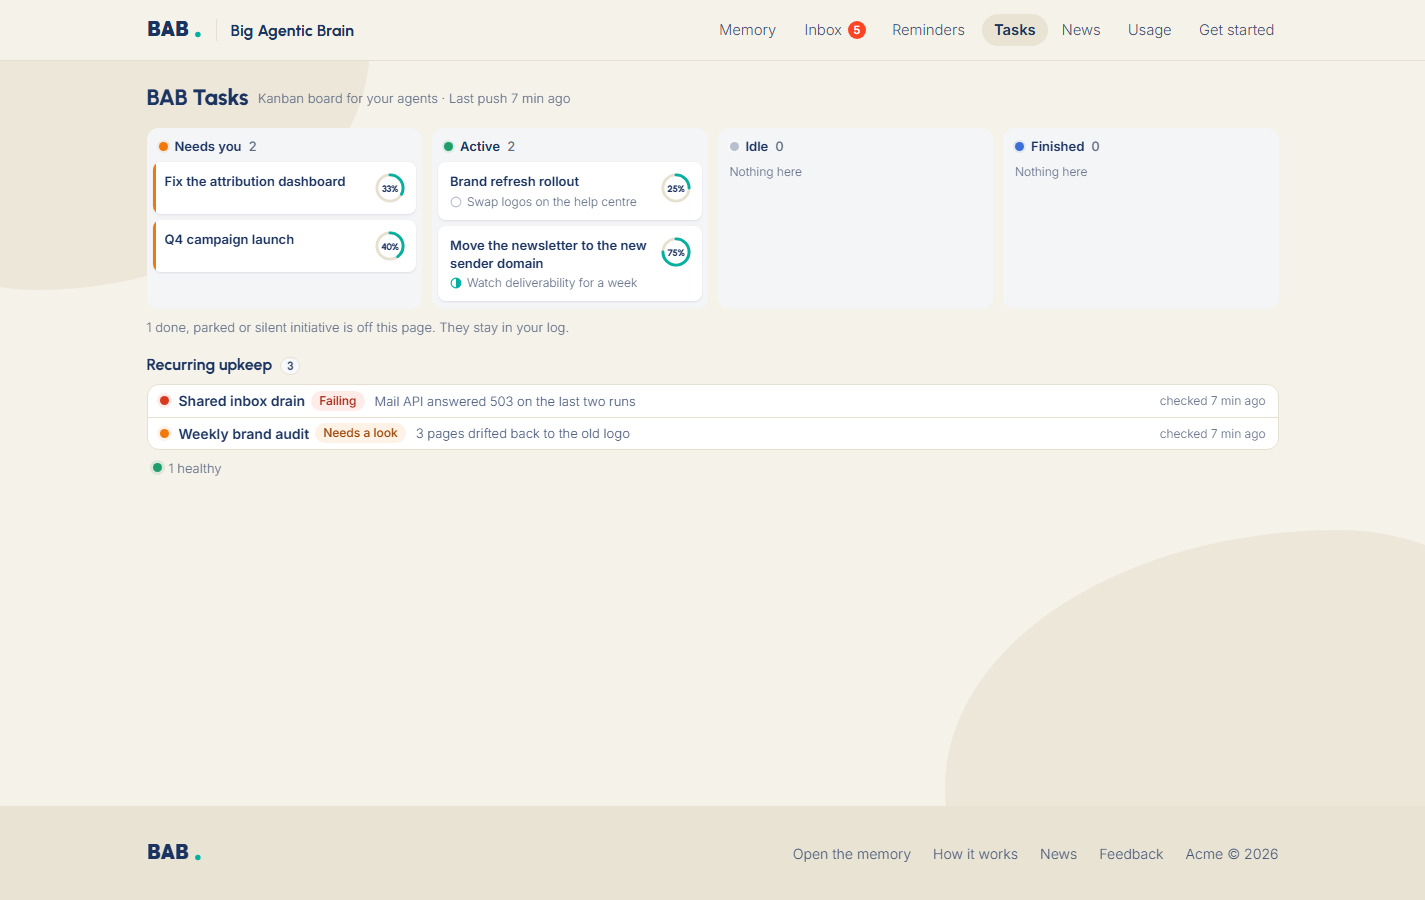 BAB. Big Agentic Brain Memory Inbox 5 Reminders Tasks News Usage Get started
BAB Tasks Kanban board for your agents · Last push 7 min ago
Needs you 2
Fix the attribution dashboard 33%
Q4 campaign launch 40%
Active 2
Brand refresh rollout 25%
Swap logos on the help centre
Move the newsletter to the new 75%
sender domain
Watch deliverability for a week
Idle 0
Nothing here
Finished 0
Nothing here
1 done, parked or silent initiative is off this page. They stay in your log.
Recurring upkeep 3
Shared inbox drain Failing Mail API answered 503 on the last two runs checked 7 min ago
Weekly brand audit Needs a look 3 pages drifted back to the old logo checked 7 min ago
1 healthy
BAB. Open the memory How it works News Feedback Acme © 2026